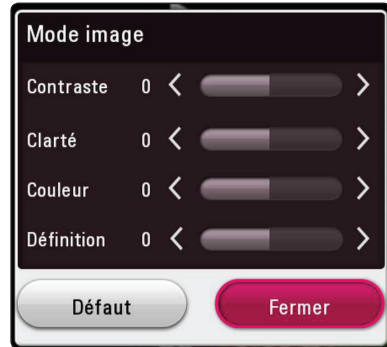 Mode image
Contraste 0
Clarté 0
Couleur 0
Définition 0
Défaut Fermer